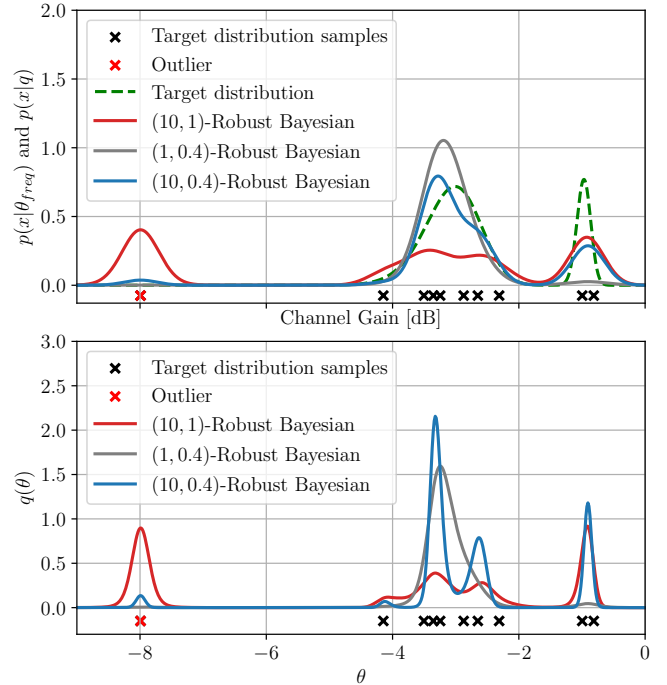 2.0
1.5
1.0
0.5
0.0
p(x|θ_freq) and p(x|q)
Target distribution samples
Outlier
Target distribution
(10, 1)-Robust Bayesian
(1, 0.4)-Robust Bayesian
(10, 0.4)-Robust Bayesian
Channel Gain [dB]
3.0
2.5
2.0
1.5
1.0
0.5
0.0
q(θ)
Target distribution samples
Outlier
(10, 1)-Robust Bayesian
(1, 0.4)-Robust Bayesian
(10, 0.4)-Robust Bayesian
−8 −6 −4 −2 0
θ